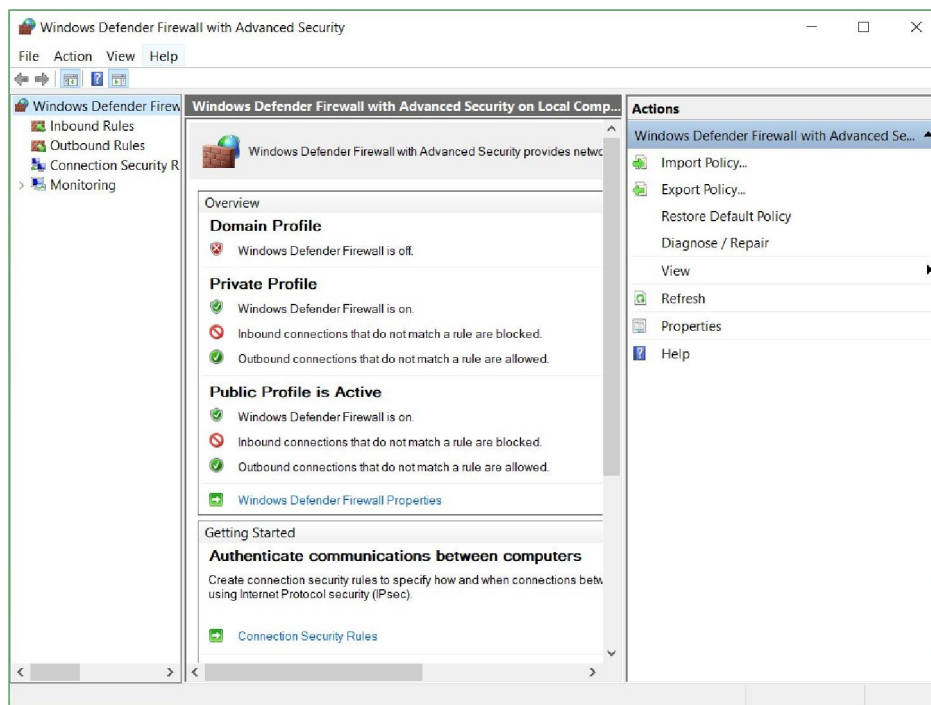 Windows Defender Firewall with Advanced Security
File Action View Help
Windows Defender Firew
Inbound Rules
Outbound Rules
Connection Security R
Monitoring
Windows Defender Firewall with Advanced Security on Local Comp...
Windows Defender Firewall with Advanced Security provides netwo
Overview
Domain Profile
Windows Defender Firewall is off.
Private Profile
Windows Defender Firewall is on.
Inbound connections that do not match a rule are blocked.
Outbound connections that do not match a rule are allowed.
Public Profile is Active
Windows Defender Firewall is on.
Inbound connections that do not match a rule are blocked.
Outbound connections that do not match a rule are allowed.
Windows Defender Firewall Properties
Getting Started
Authenticate communications between computers
Create connection security rules to specify how and when connections betw
using Internet Protocol security (IPsec).
Connection Security Rules
Actions
Windows Defender Firewall with Advanced Se...
Import Policy...
Export Policy...
Restore Default Policy
Diagnose / Repair
View
Refresh
Properties
Help